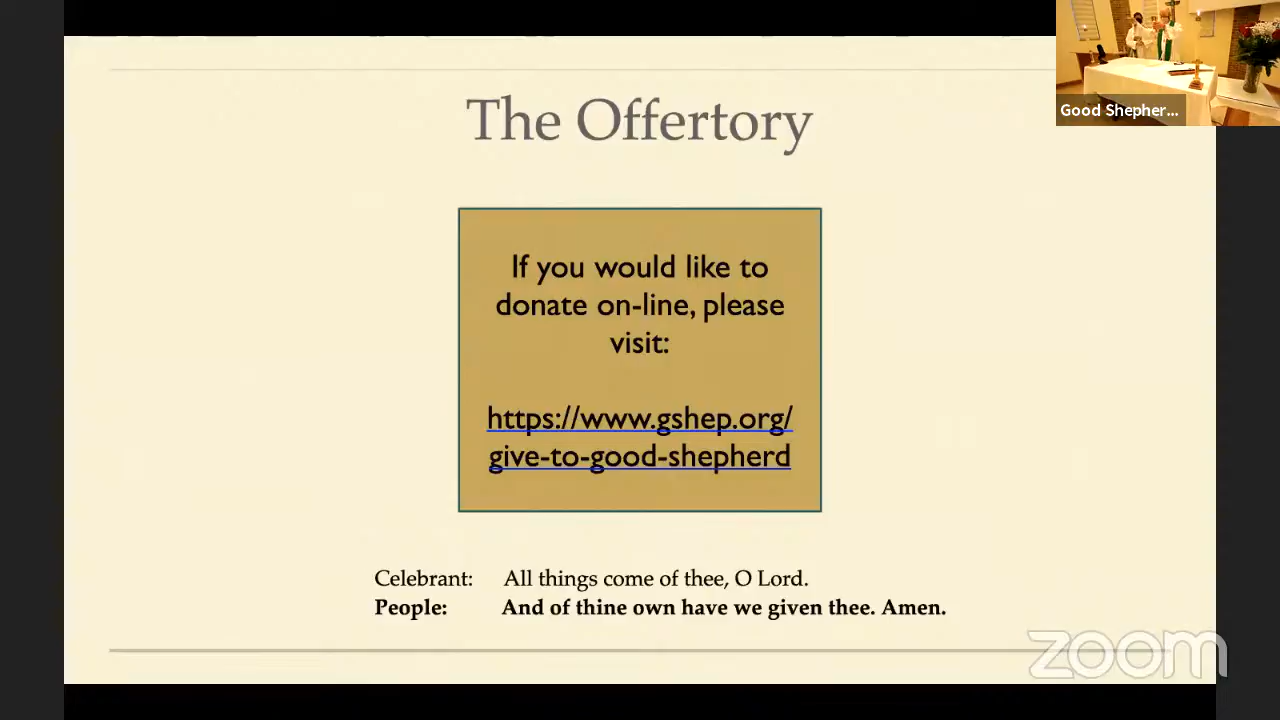 The Offertory
Good Shepher...
If you would like to
donate on-line, please
visit:
https://www.gshep.org/
give-to-good-shepherd
Celebrant: All things come of thee, O Lord.
People: And of thine own have we given thee. Amen.
zoom